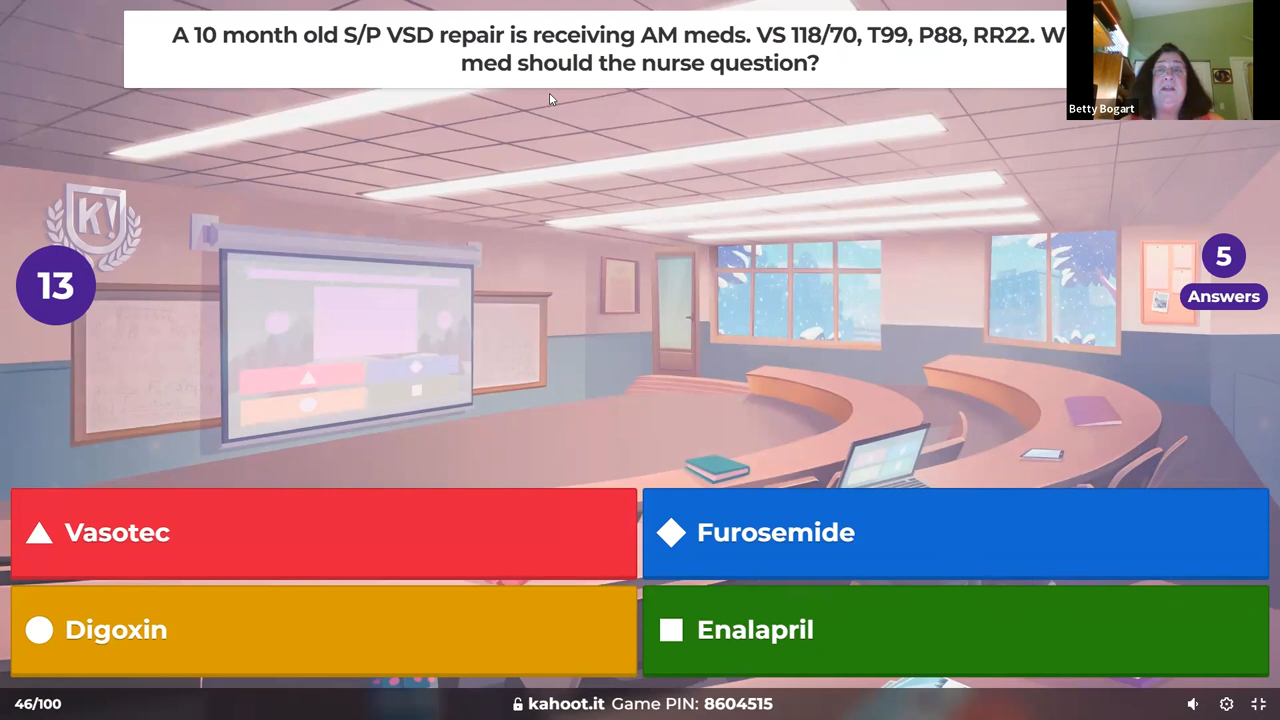 A 10 month old S/P VSD repair is receiving AM meds. VS 118/70, T99, P88, RR22. W
med should the nurse question?
Betty Bogart
K!
13
5
Answers
Vasotec
Furosemide
Digoxin
Enalapril
46/100
kahoot.it Game PIN: 8604515